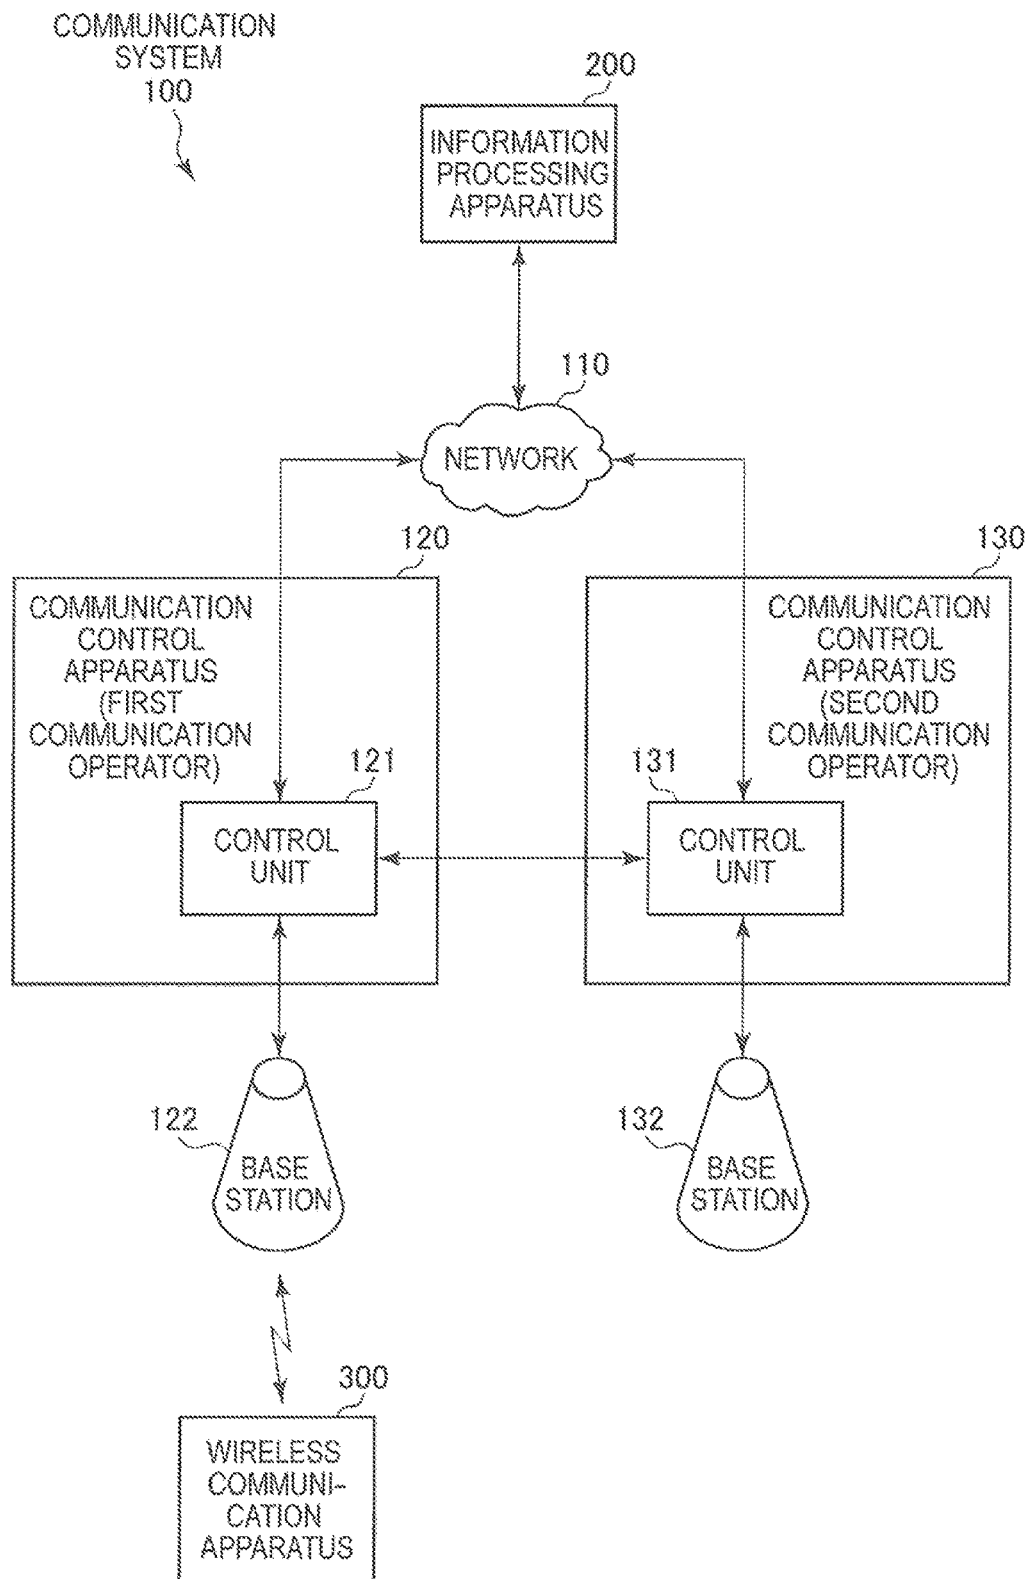 COMMUNICATION
SYSTEM
100
200
INFORMATION
PROCESSING
APPARATUS
110
NETWORK
120
COMMUNICATION
CONTROL
APPARATUS
(FIRST
COMMUNICATION
OPERATOR)
121
CONTROL
UNIT
130
COMMUNICATION
CONTROL
APPARATUS
(SECOND
COMMUNICATION
OPERATOR)
131
CONTROL
UNIT
122
BASE
STATION
132
BASE
STATION
300
WIRELESS
COMMUNI-
CATION
APPARATUS